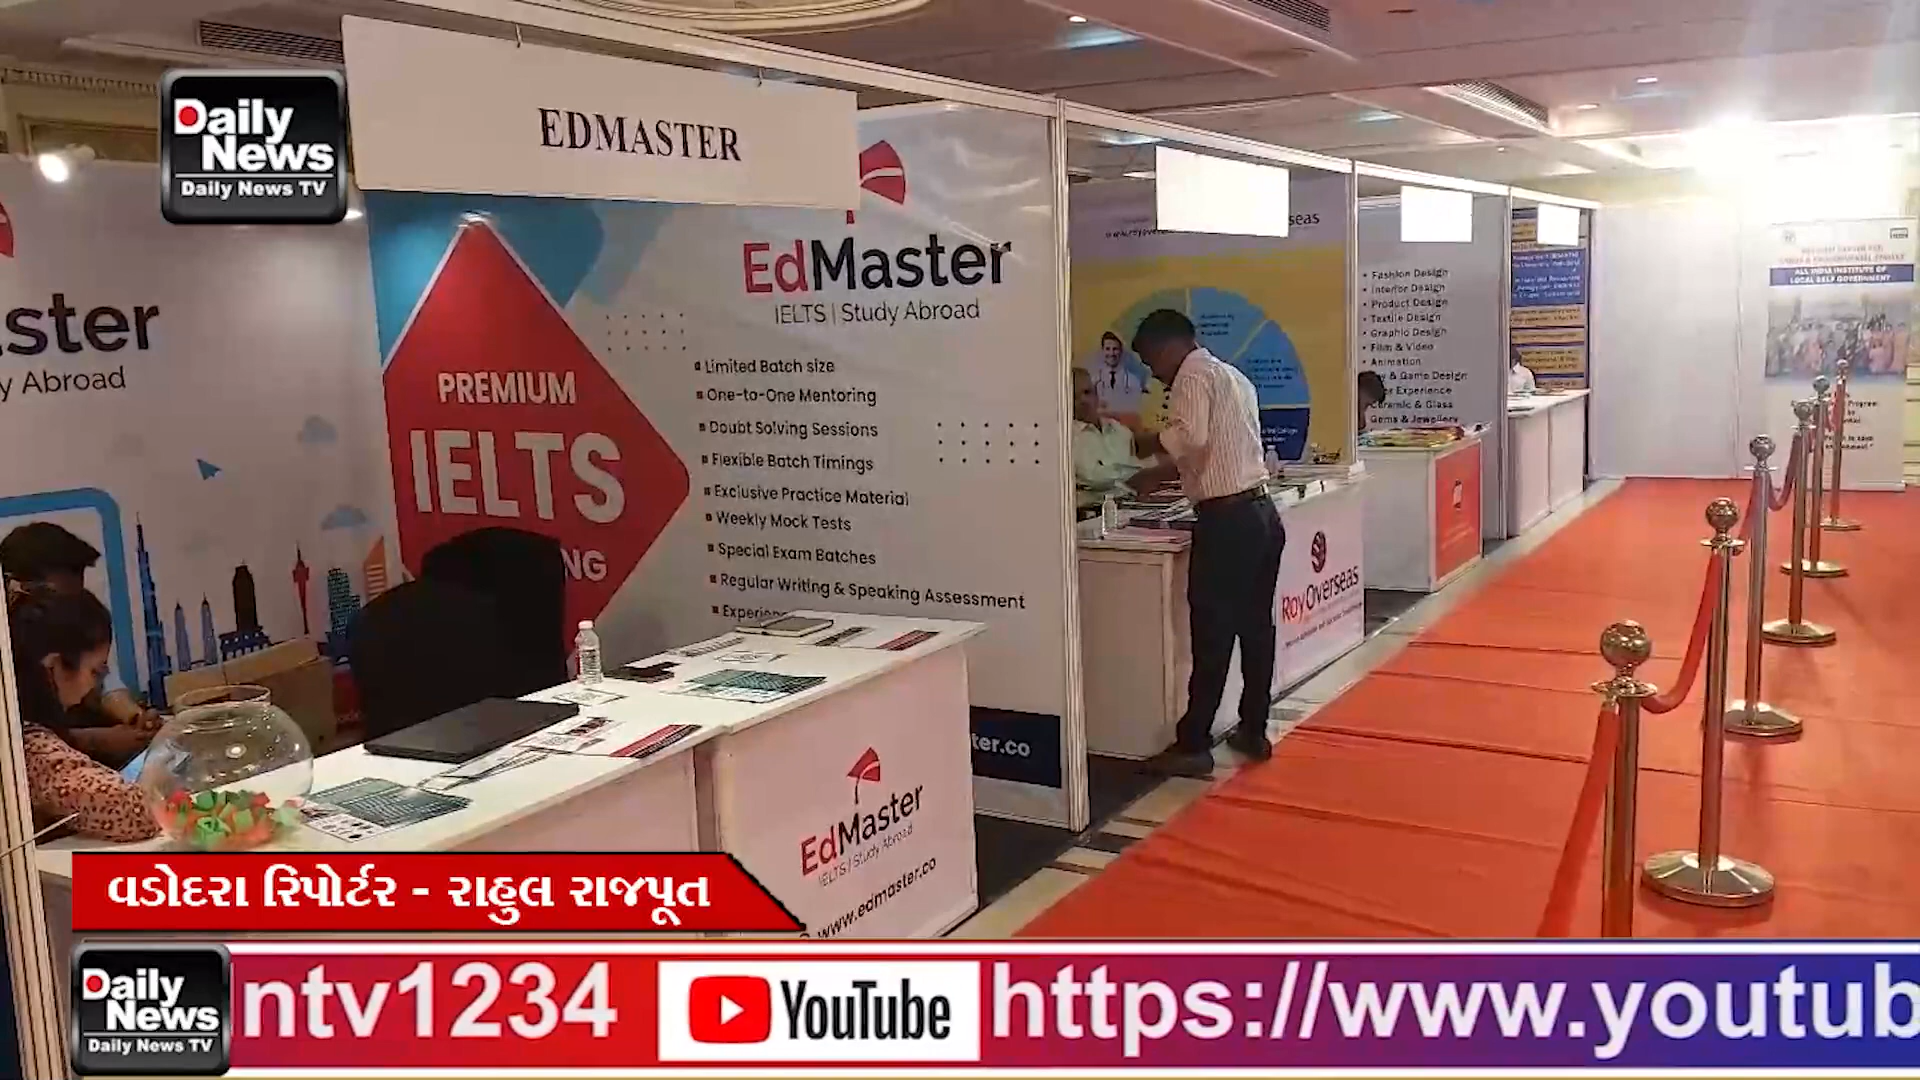 Daily
News
Daily News TV
EDMASTER
EdMaster
IELTS | Study Abroad
PREMIUM
IELTS
NG
Limited Batch size
One-to-One Mentoring
Doubt Solving Sessions
Flexible Batch Timings
Exclusive Practice Material
Weekly Mock Tests
Special Exam Batches
Regular Writing & Speaking Assessment
ster
y Abroad
ter.co
seas
• Fashion Design
• Interior Design
• Product Design
• Textile Design
• Graphic Design
• Film & Video
• Animation
& Game Design
Experience
Ceramic & Glass
Gems & Jewellery
ALL INDIA INSTITUTE OF
LOCAL SELF GOVERNMENT
RoyOverseas
EdMaster
IELTS | Study Abroad
www.edmaster.co
વડોદરા રિપોર્ટર - રાહુલ રાજપૂત
Daily
News
Daily News TV
ntv1234 YouTube https://www.youtub